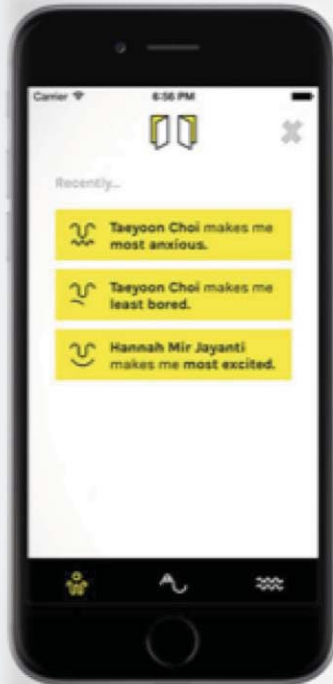 Carrier 6:56 PM
Recently...
Taeyoon Choi makes me
most anxious.
Taeyoon Choi makes me
least bored.
Hannah Mir Jayanti
makes me most excited.